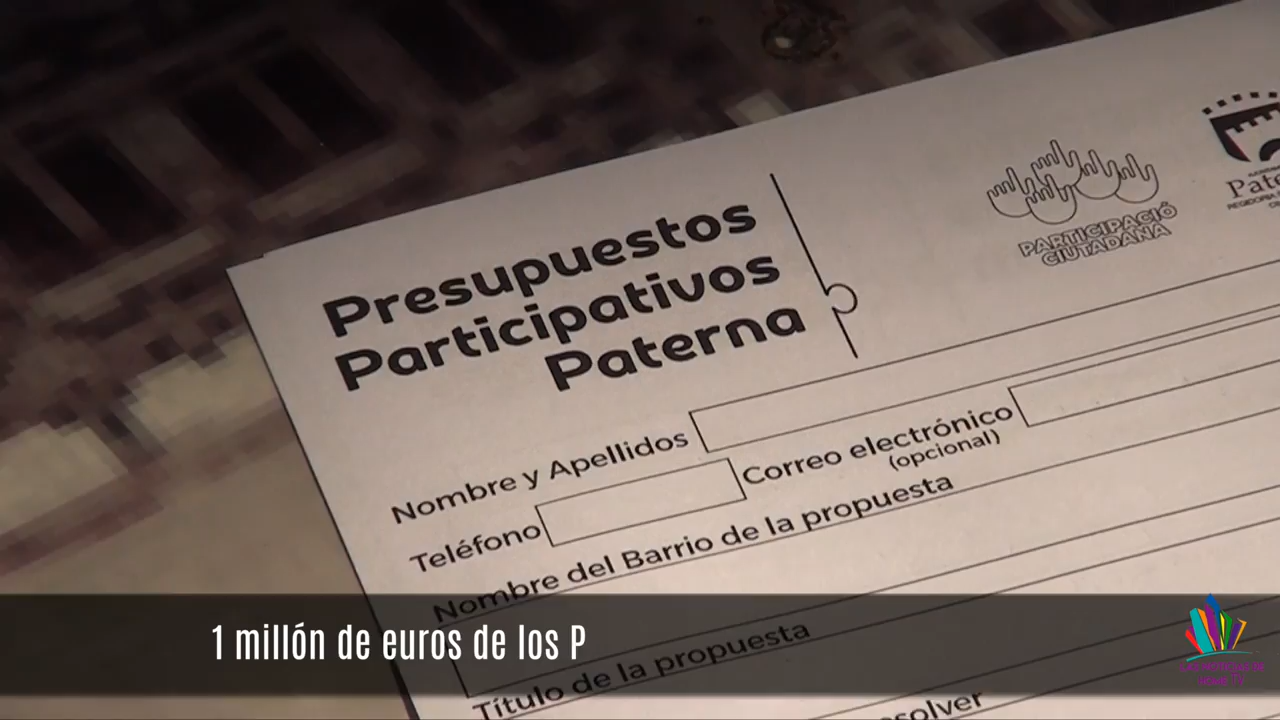 Presupuestos
Participativos
Paterna
PARTICIPACIÓ
CIUTADANA
Nombre y Apellidos
Teléfono
Correo electrónico
(opcional)
Nombre del Barrio de la propuesta
Título de la propuesta
1 millón de euros de los P